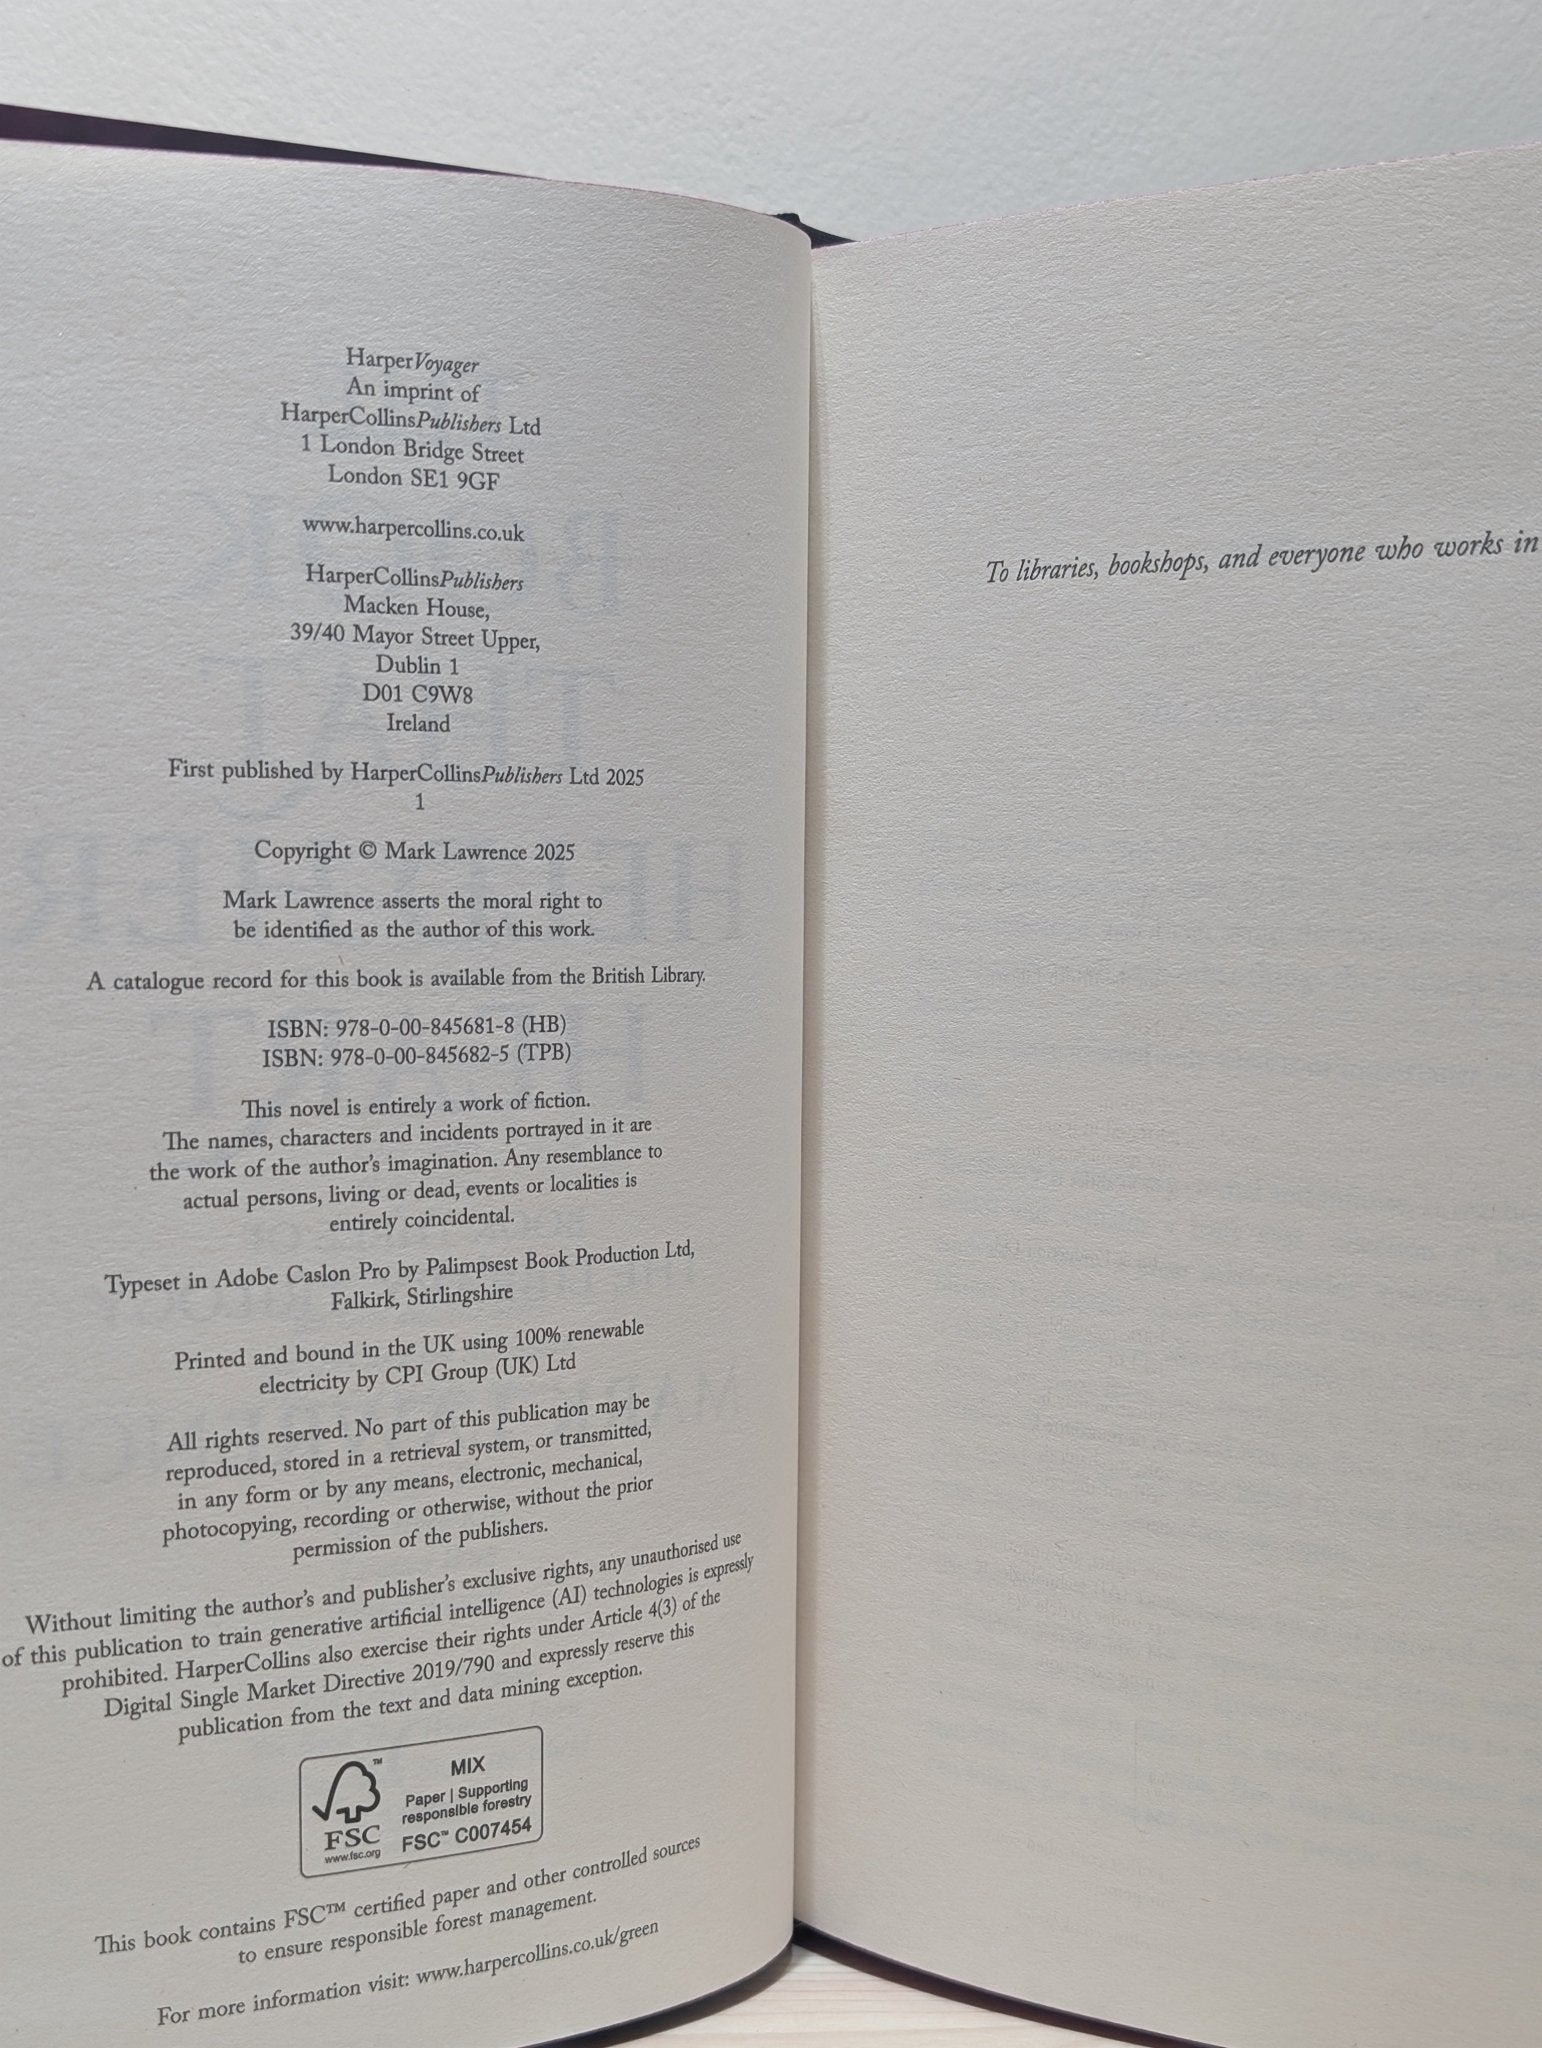 HarperVoyager
An imprint of
HarperCollinsPublishers Ltd
1 London Bridge Street
London SE1 9GF
www.harpercollins.co.uk
HarperCollinsPublishers
Macken House,
39/40 Mayor Street Upper,
Dublin 1
D01 C9W8
Ireland
First published by HarperCollinsPublishers Ltd 2025
1
Copyright © Mark Lawrence 2025
Mark Lawrence asserts the moral right to
be identified as the author of this work.
A catalogue record for this book is available from the British Library.
ISBN: 978-0-00-845681-8 (HB)
ISBN: 978-0-00-845682-5 (TPB)
This novel is entirely a work of fiction.
The names, characters and incidents portrayed in it are
the work of the author's imagination. Any resemblance to
actual persons, living or dead, events or localities is
entirely coincidental.
Typeset in Adobe Caslon Pro by Palimpsest Book Production Ltd,
Falkirk, Stirlingshire
Printed and bound in the UK using 100% renewable
electricity by CPI Group (UK) Ltd
All rights reserved. No part of this publication may be
reproduced, stored in a retrieval system, or transmitted,
in any form or by any means, electronic, mechanical,
photocopying, recording or otherwise, without the prior
permission of the publishers.
Without limiting the author's and publisher's exclusive rights, any unauthorised use
of this publication to train generative artificial intelligence (AI) technologies is expressly
prohibited. HarperCollins also exercise their rights under Article 4(3) of the
Digital Single Market Directive 2019/790 and expressly reserve this
publication from the text and data mining exception.
FSC
www.fsc.org
MIX
Paper | Supporting
responsible forestry
FSC™ C007454
This book contains FSC™ certified paper and other controlled sources
to ensure responsible forest management.
For more information visit: www.harpercollins.co.uk/green
To libraries, bookshops, and everyone who works in